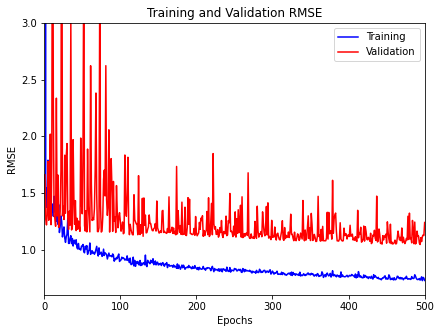 Training and Validation RMSE
3.0
2.5
2.0
1.5
1.0
RMSE
Training
Validation
0 100 200 300 400 500
Epochs